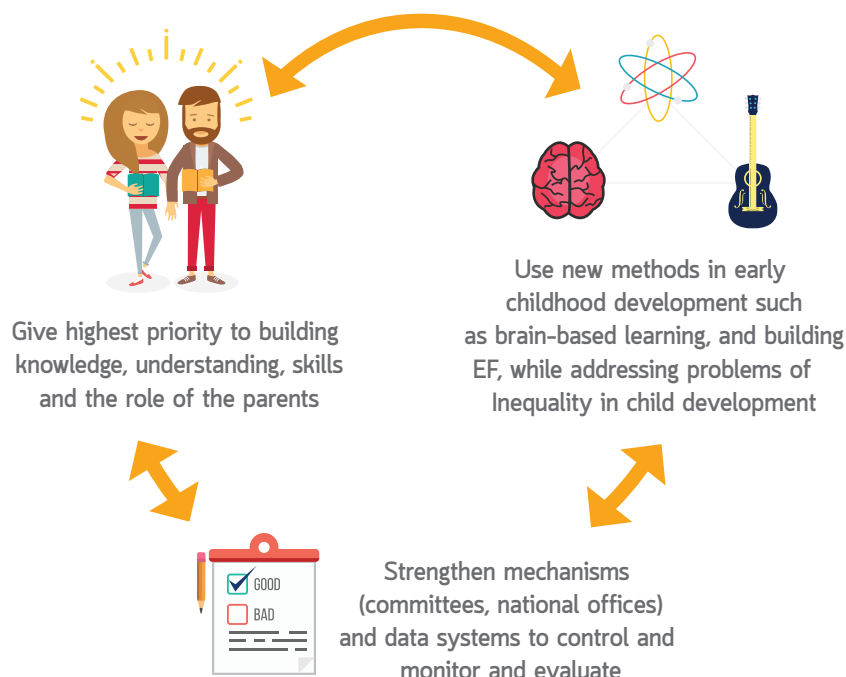 Give highest priority to building
knowledge, understanding, skills
and the role of the parents
Use new methods in early
childhood development such
as brain-based learning, and building
EF, while addressing problems of
Inequality in child development
GOOD
BAD
Strengthen mechanisms
(committees, national offices)
and data systems to control and
monitor and evaluate